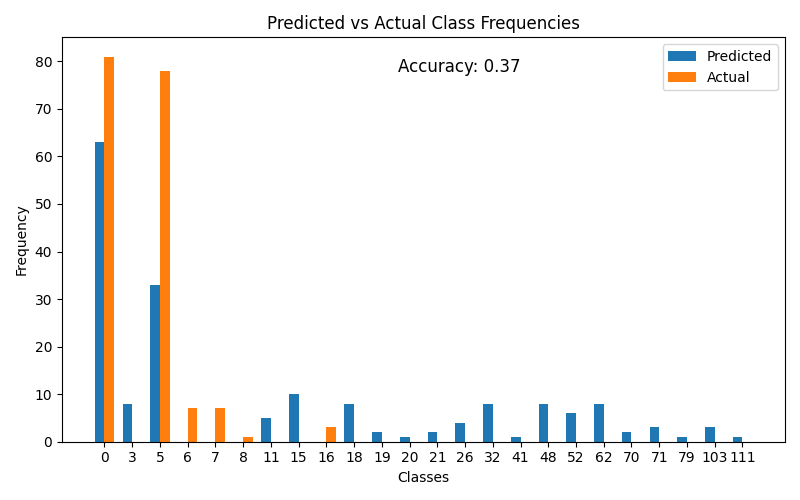 Predicted vs Actual Class Frequencies
Accuracy: 0.37
Predicted
Actual
Frequency
80
70
60
50
40
30
20
10
0
0 3 5 6 7 8 11 15 16 18 19 20 21 26 32 41 48 52 62 70 71 79 103 111
Classes